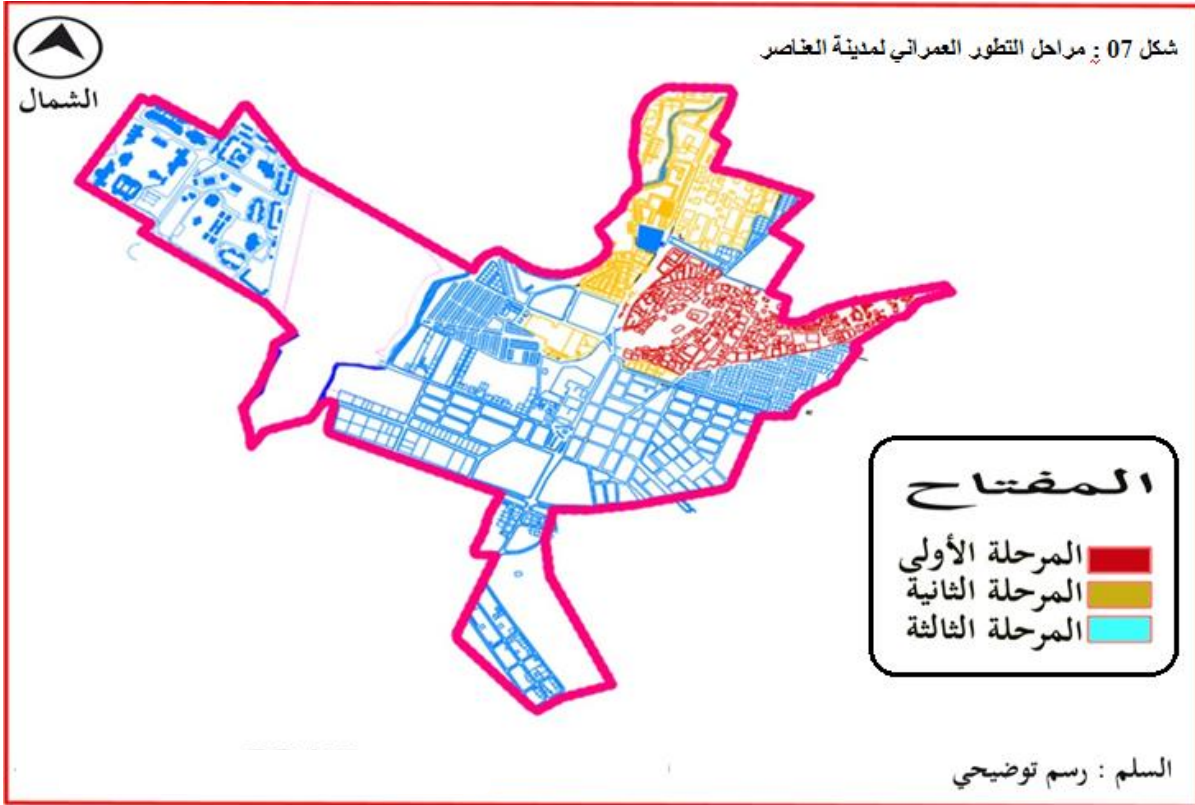 شكل 07 : مراحل التطور العمراني لمدينة العناصر
الشمال
المفتاح
المرحلة الأولى
المرحلة الثانية
المرحلة الثالثة
السلم : رسم توضيحي